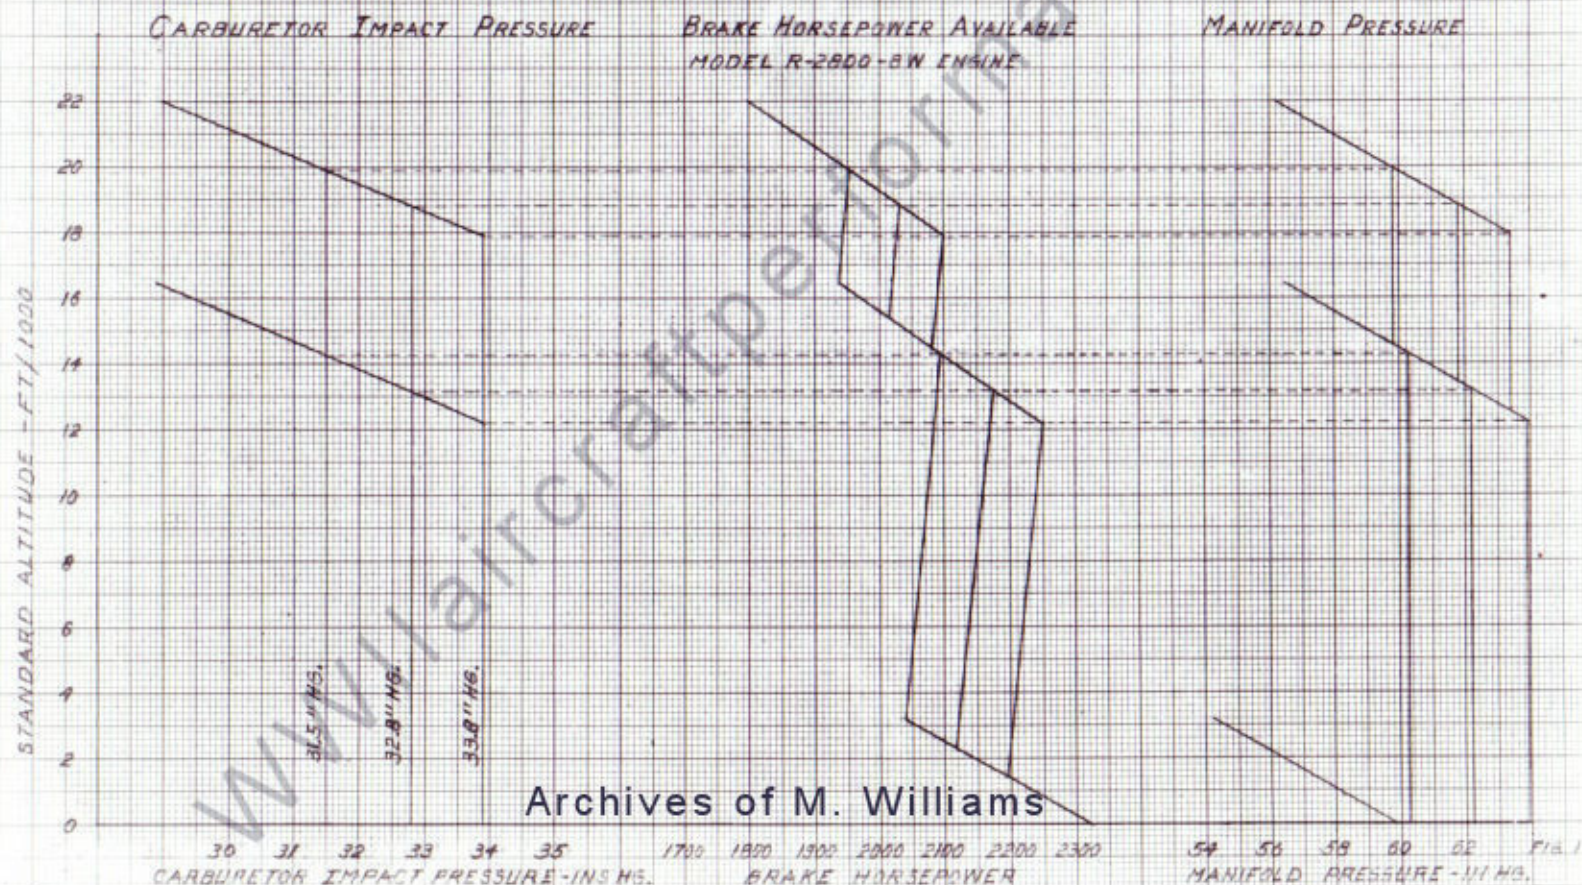 CARBURETOR IMPACT PRESSURE
BRAKE HORSEPOWER AVAILABLE
MODEL R-2800-8W ENGINE
MANIFOLD PRESSURE
STANDARD ALTITUDE - FT/1000
22
20
18
16
14
12
10
8
6
4
2
0
31.5" HG.
32.8" HG.
33.8" HG.
WWIIaircraftperforma
Archives of M. Williams
30 31 32 33 34 35
1700 1800 1900 2000 2100 2200 2300
54 56 58 60 62
FIG. 1
CARBURETOR IMPACT PRESSURE - INS HG.
BRAKE HORSEPOWER
MANIFOLD PRESSURE - IN HG.